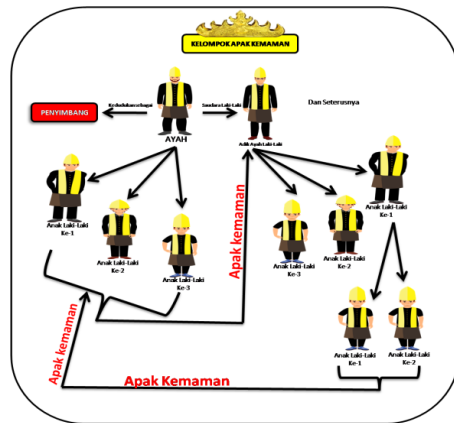 KELOMPOK APAK KEMAMAN
PENYIMBANG
Kedudukan sebagai
Saudara Laki-Laki
Dan Seterusnya
AYAH
Adik Ayah Laki-Laki
Anak Laki-Laki
Ke-1
Anak Laki-Laki
Ke-2
Anak Laki-Laki
Ke-3
Apak kemaman
Anak Laki-Laki
Ke-3
Anak Laki-Laki
Ke-2
Anak Laki-Laki
Ke-1
Apak kemaman
Anak Laki-Laki
Ke-1
Anak Laki-Laki
Ke-2
Apak Kemaman